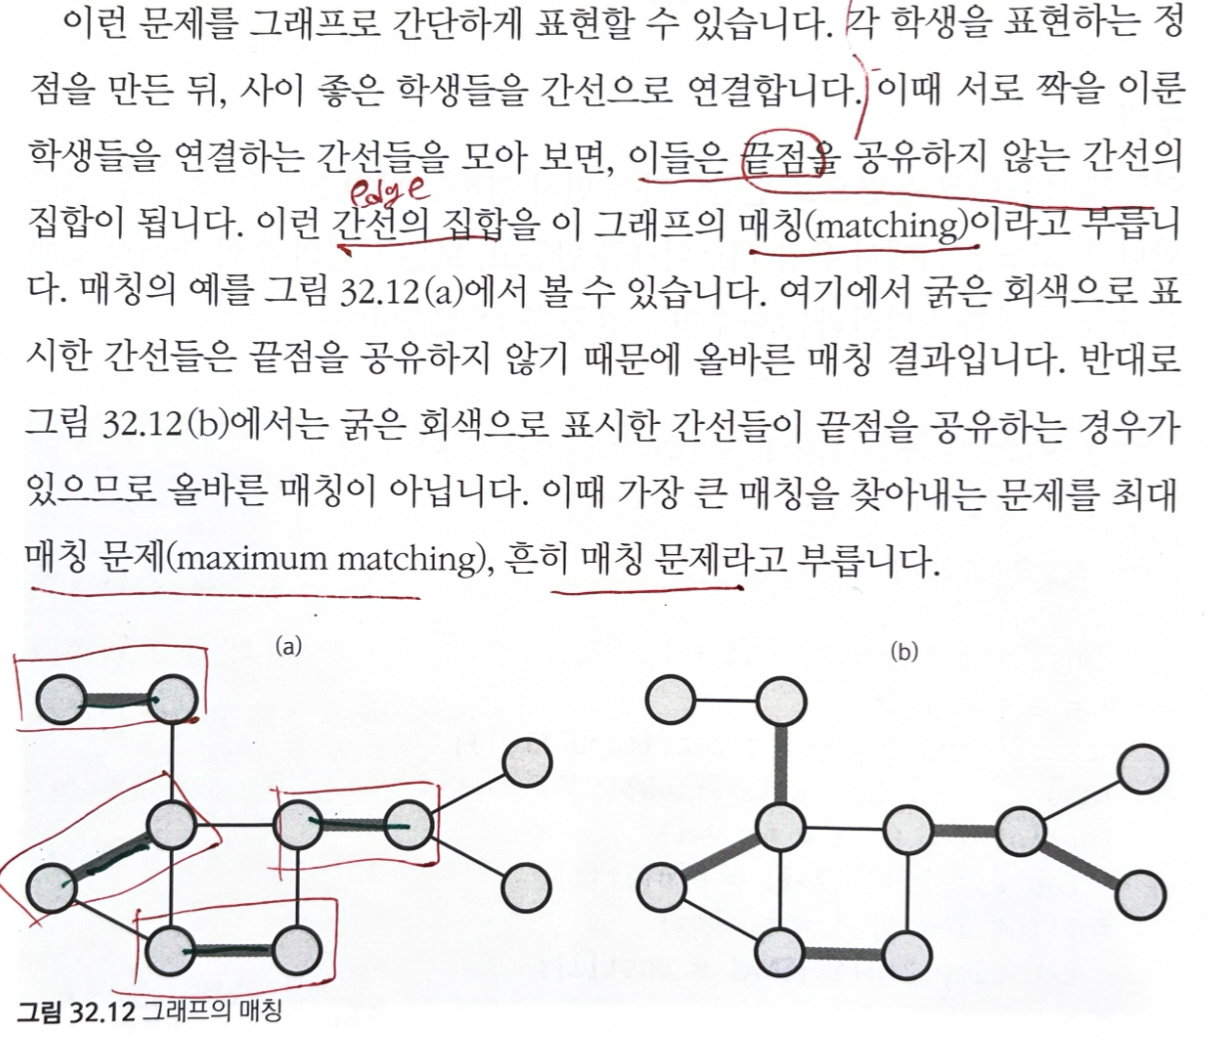 이런 문제를 그래프로 간단하게 표현할 수 있습니다. 각 학생을 표현하는 정
점을 만든 뒤, 사이 좋은 학생들을 간선으로 연결합니다. 이때 서로 짝을 이룬
학생들을 연결하는 간선들을 모아 보면, 이들은 끝점을 공유하지 않는 간선의
edge
집합이 됩니다. 이런 간선의 집합을 이 그래프의 매칭(matching)이라고 부릅니
다. 매칭의 예를 그림 32.12(a)에서 볼 수 있습니다. 여기에서 굵은 회색으로 표
시한 간선들은 끝점을 공유하지 않기 때문에 올바른 매칭 결과입니다. 반대로
그림 32.12(b)에서는 굵은 회색으로 표시한 간선들이 끝점을 공유하는 경우가
있으므로 올바른 매칭이 아닙니다. 이때 가장 큰 매칭을 찾아내는 문제를 최대
매칭 문제(maximum matching), 흔히 매칭 문제라고 부릅니다.
(a)
(b)
그림 32.12 그래프의 매칭